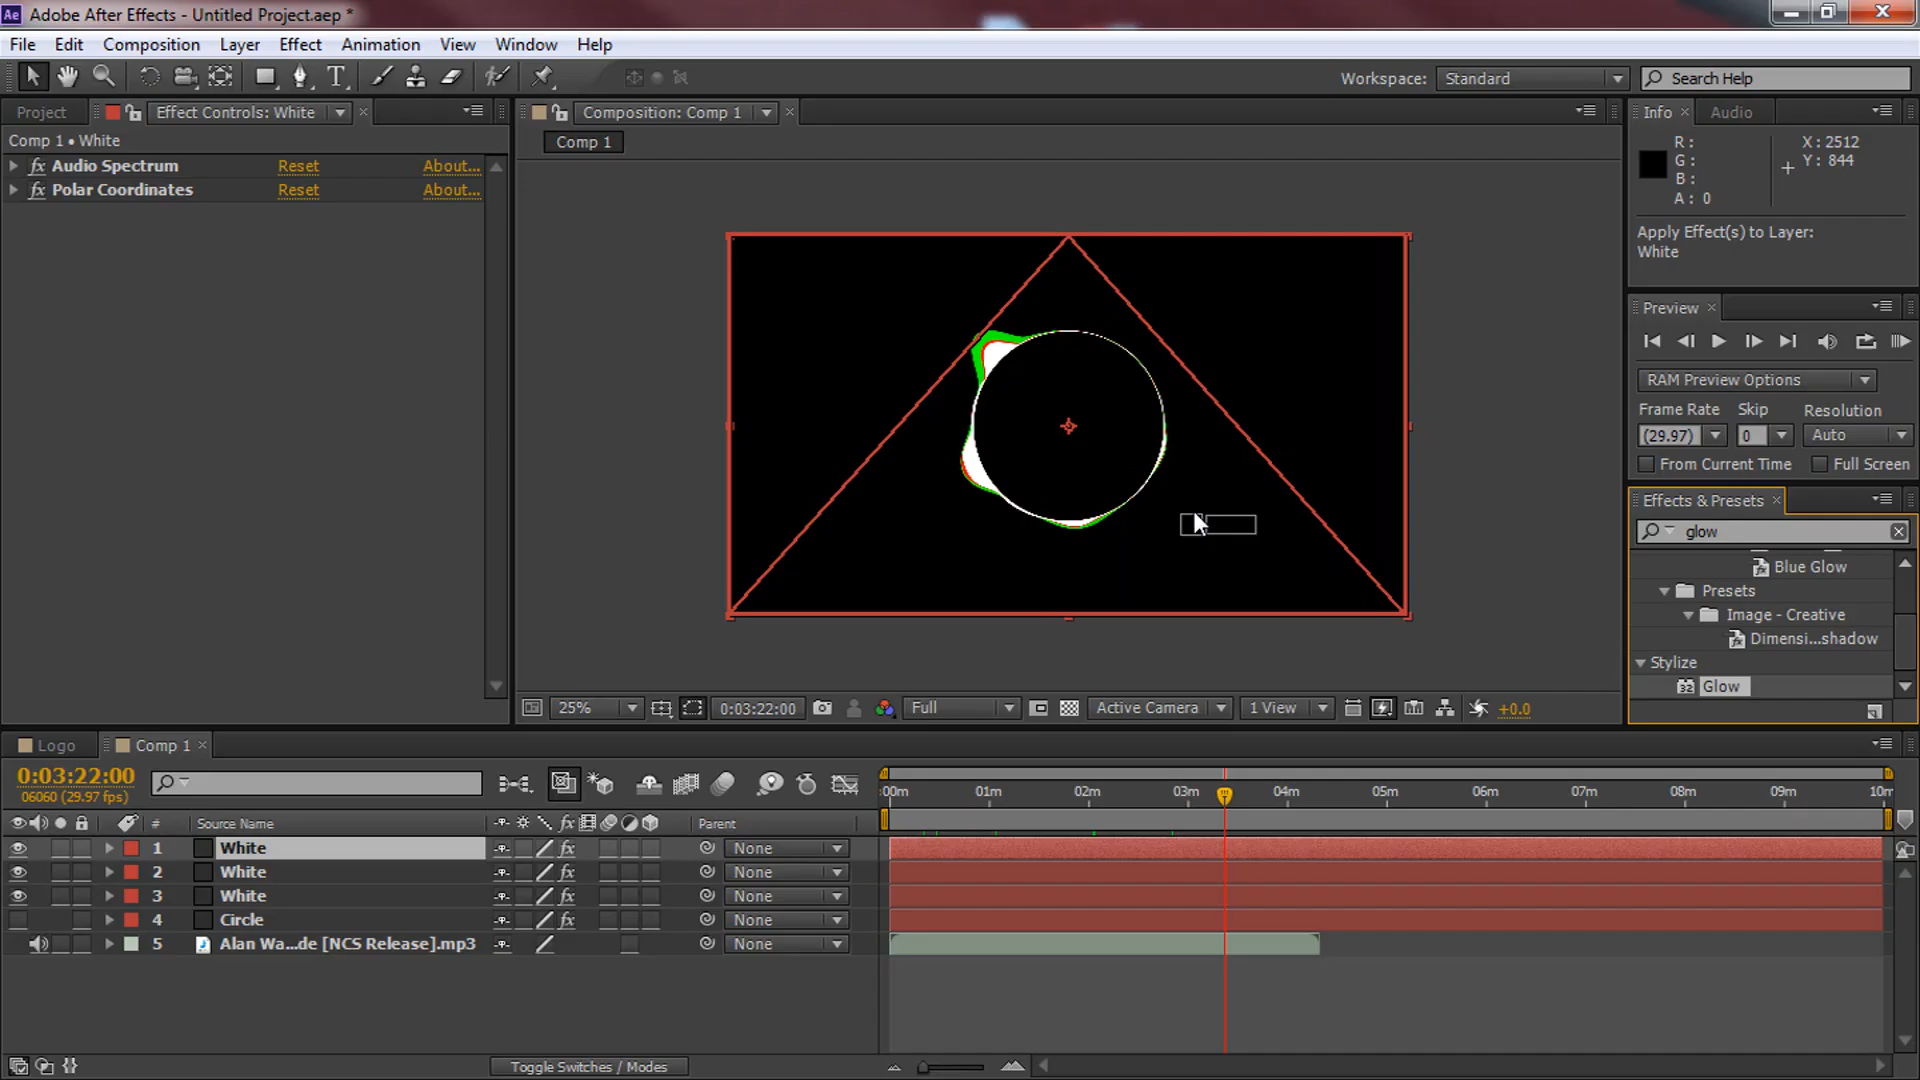 Ae Adobe After Effects - Untitled Project.aep *
File Edit Composition Layer Effect Animation View Window Help
T Workspace: Standard Search Help
Project Effect Controls: White
Comp 1 • White
fx Audio Spectrum Reset About...
fx Polar Coordinates Reset About...
Composition: Comp 1
Comp 1
Info Audio
R: X: 2512
G: Y: 844
B:
A: 0
Apply Effect(s) to Layer:
White
Preview
RAM Preview Options
Frame Rate Skip Resolution
(29.97) 0 Auto
From Current Time Full Screen
Effects & Presets
glow
Blue Glow
Presets
Image - Creative
Dimensi...shadow
Stylize
32 Glow
25% 0:03:22:00 Full Active Camera 1 View +0.0
Logo Comp 1
0:03:22:00
06060 (29.97 fps)
:00m 01m 02m 03m 04m 05m 06m 07m 08m 09m 10m
# Source Name fx Parent
1 White fx None
2 White fx None
3 White fx None
4 Circle fx None
5 Alan Wa...de [NCS Release].mp3 None
Toggle Switches / Modes